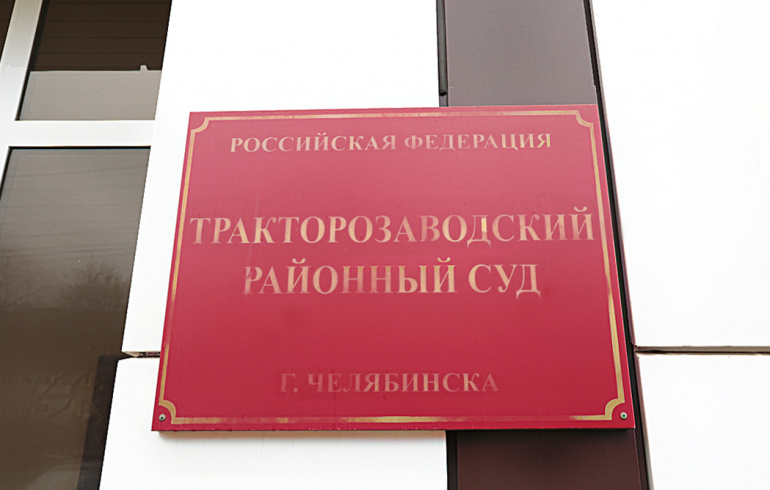 РОССИЙСКАЯ ФЕДЕРАЦИЯ
ТРАКТОРОЗАВОДСКИЙ
РАЙОННЫЙ СУД
Г. ЧЕЛЯБИНСКА